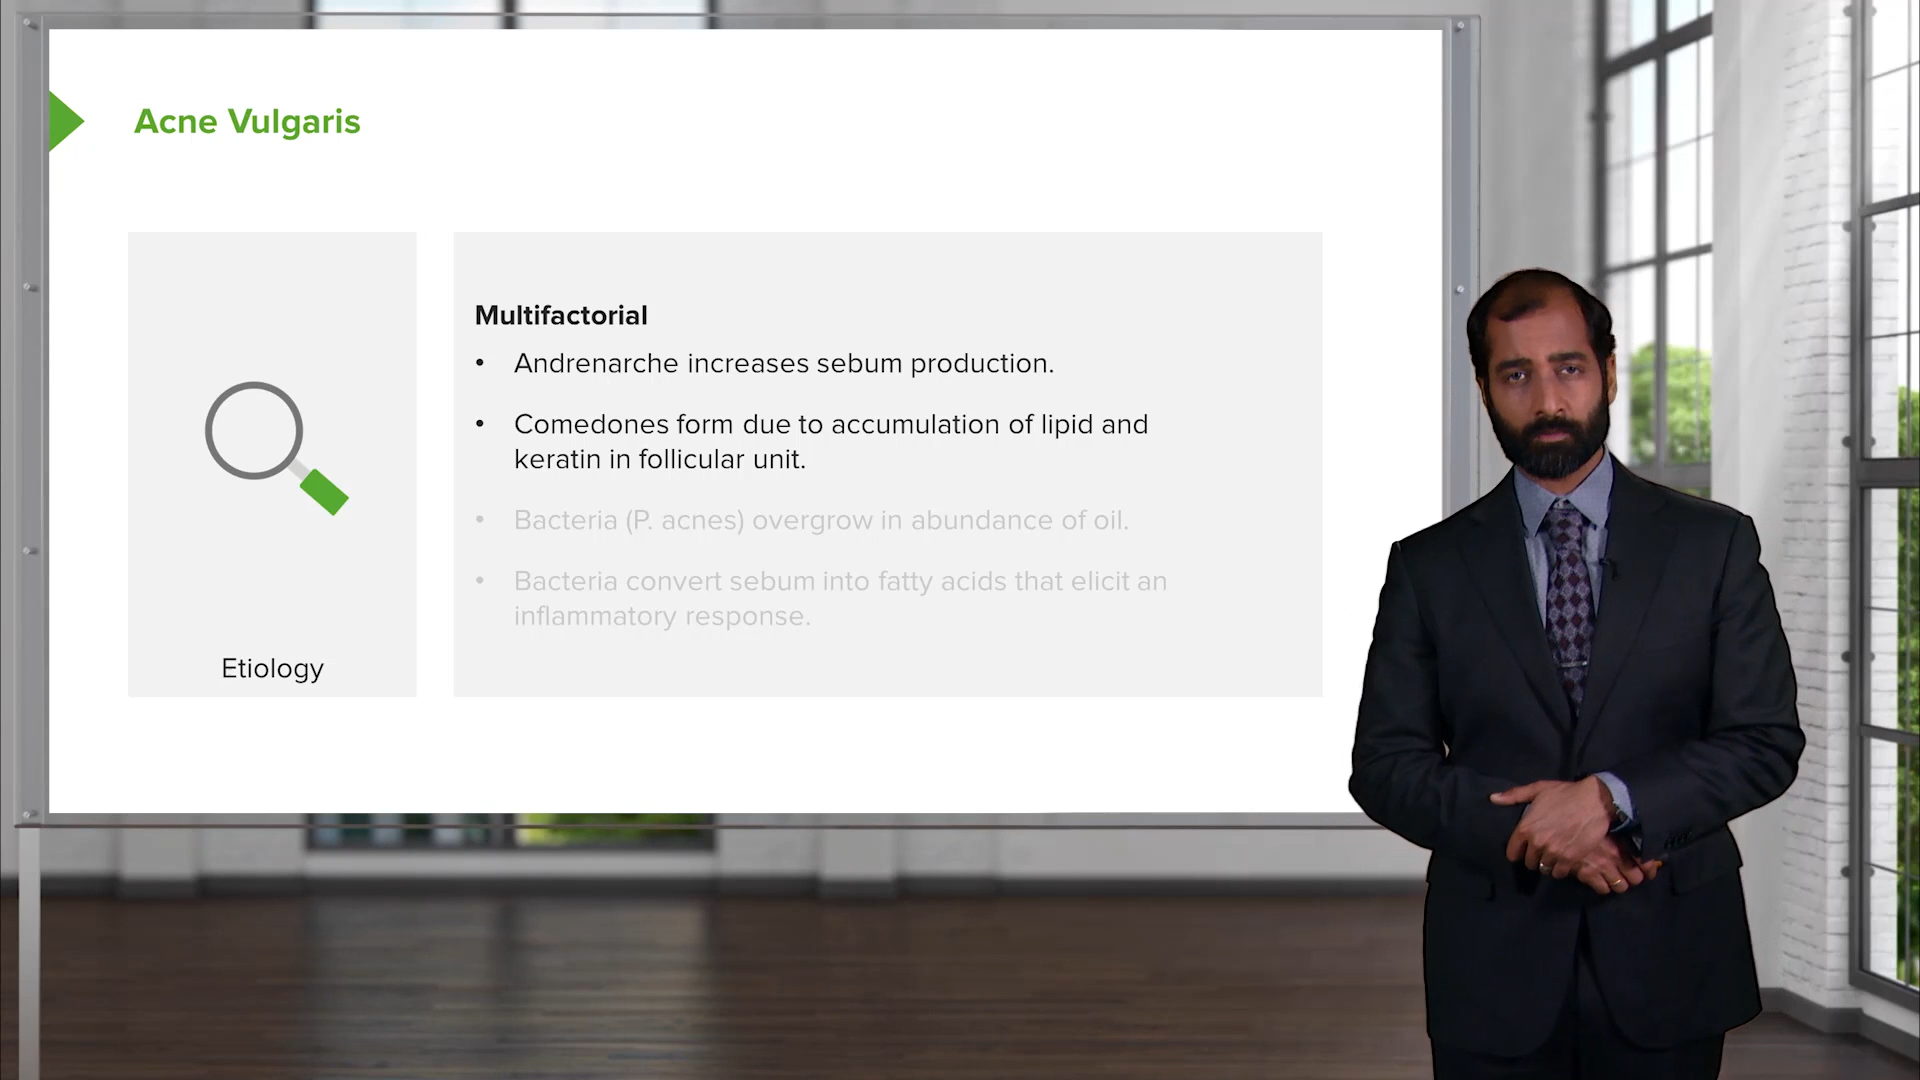 Acne Vulgaris
Multifactorial
• Andrenarche increases sebum production.
• Comedones form due to accumulation of lipid and
keratin in follicular unit.
• Bacteria (P. acnes) overgrow in abundance of oil.
• Bacteria convert sebum into fatty acids that elicit an
inflammatory response.
Etiology